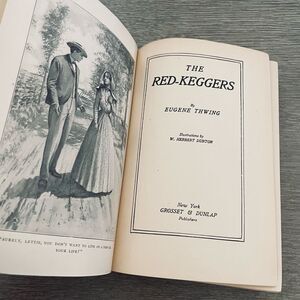 "SURELY, LETTIE, YOU DON'T WANT TO LIVE IN A
YOUR LIFE?"
THE
RED-KEGGERS
By
EUGENE THWING
Illustrations by
W. HERBERT DUNTON
New York
GROSSET & DUNLAP
Publishers